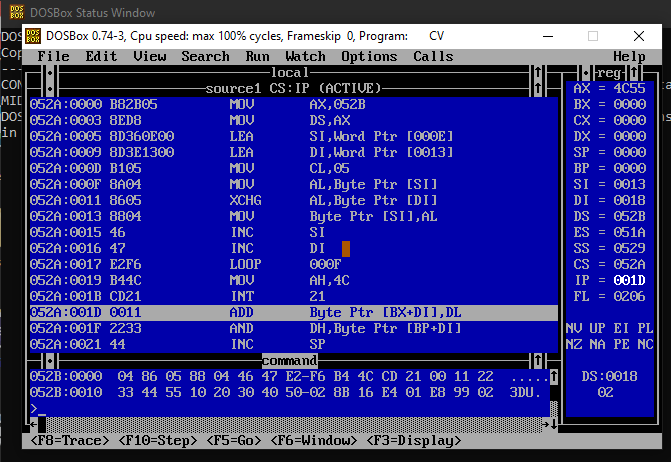 DOSBox Status Window
DOSBox 0.74-3, Cpu speed: max 100% cycles, Frameskip 0, Program: CV
File Edit View Search Run Watch Options Calls Help
local
source1 CS:IP (ACTIVE)
reg
052A:0000 B82B05 MOV AX,052B
AX = 4C55
052A:0003 8ED8 MOV DS,AX
BX = 0000
052A:0005 8D360E00 LEA SI,Word Ptr [000E]
CX = 0000
052A:0009 8D3E1300 LEA DI,Word Ptr [0013]
DX = 0000
052A:000D B105 MOV CL,05
SP = 0000
052A:000F 8A04 MOV AL,Byte Ptr [SI]
BP = 0000
052A:0011 8605 XCHG AL,Byte Ptr [DI]
SI = 0013
052A:0013 8804 MOV Byte Ptr [SI],AL
DI = 0018
052A:0015 46 INC SI
DS = 052B
052A:0016 47 INC DI
ES = 051A
052A:0017 E2F6 LOOP 000F
SS = 0529
052A:0019 B44C MOV AH,4C
CS = 052A
052A:001B CD21 INT 21
IP = 001D
052A:001D 0011 ADD Byte Ptr [BX+DI],DL
FL = 0206
052A:001F 2233 AND DH,Byte Ptr [BP+DI]
NV UP EI PL
052A:0021 44 INC SP
NZ NA PE NC
command
052B:0000 04 86 05 88 04 46 47 E2-F6 B4 4C CD 21 00 11 22 .....
DS:0018
052B:0010 33 44 55 10 20 30 40 50-02 8B 16 E4 01 E8 99 02 3DU.
02
>
<F8=Trace> <F10=Step> <F5=Go> <F6=Window> <F3=Display>